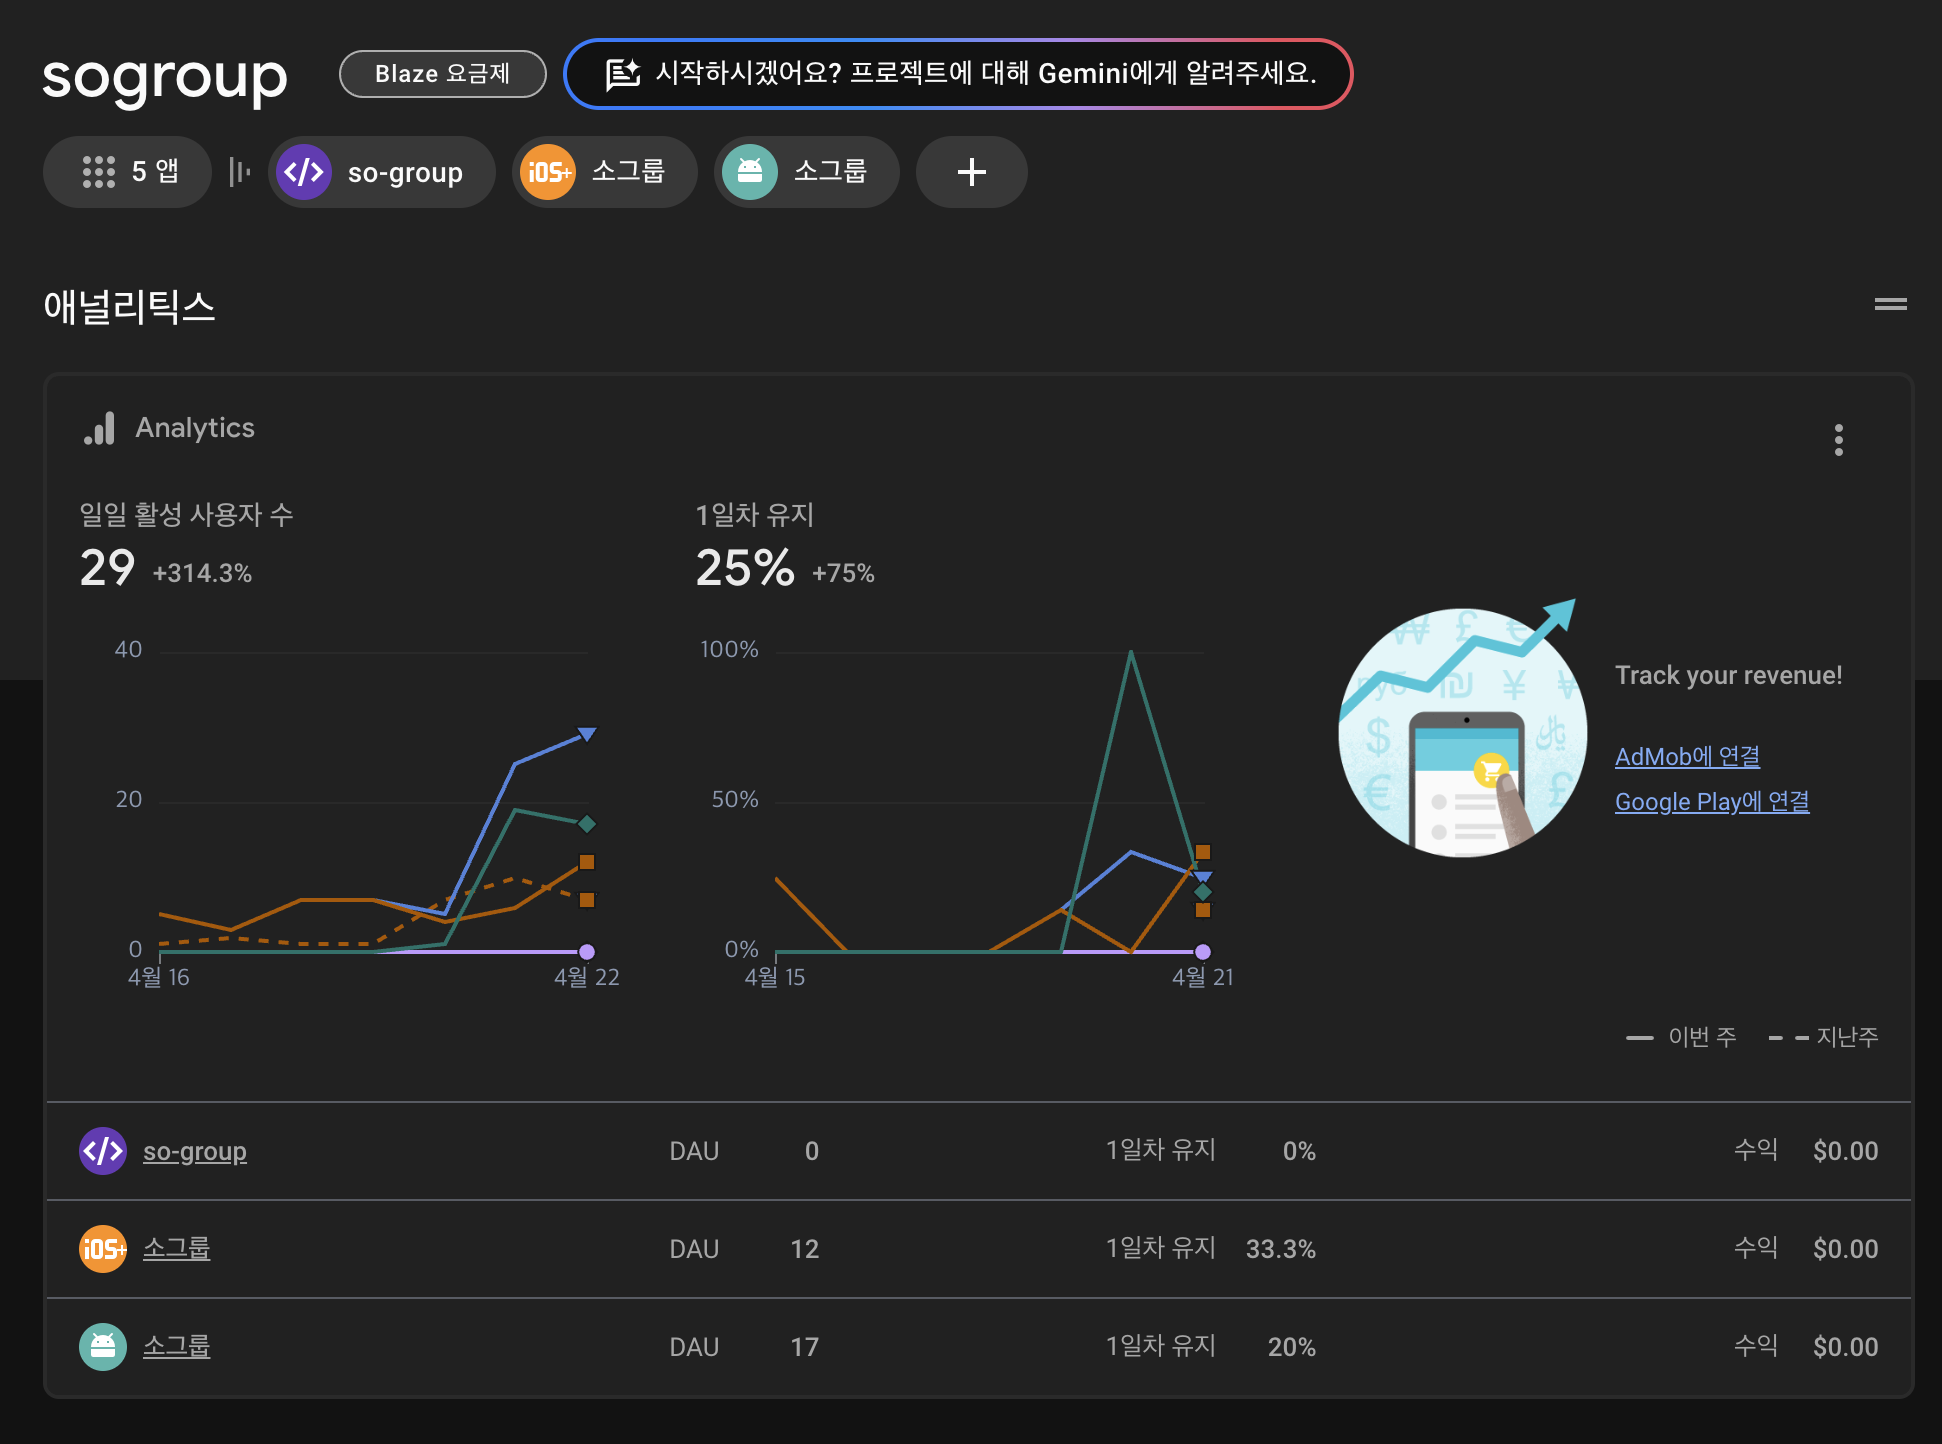 sogroup
Blaze 요금제
시작하시겠어요? 프로젝트에 대해 Gemini에게 알려주세요.
5 앱
so-group
iOS+
소그룹
소그룹
+
애널리틱스
Analytics
일일 활성 사용자 수
29 +314.3%
40
20
0
4월 16
4월 22
1일차 유지
25% +75%
100%
50%
0%
4월 15
4월 21
Track your revenue!
AdMob에 연결
Google Play에 연결
이번 주
지난주
so-group DAU 0 1일차 유지 0% 수익 $0.00
iOS+ 소그룹 DAU 12 1일차 유지 33.3% 수익 $0.00
소그룹 DAU 17 1일차 유지 20% 수익 $0.00